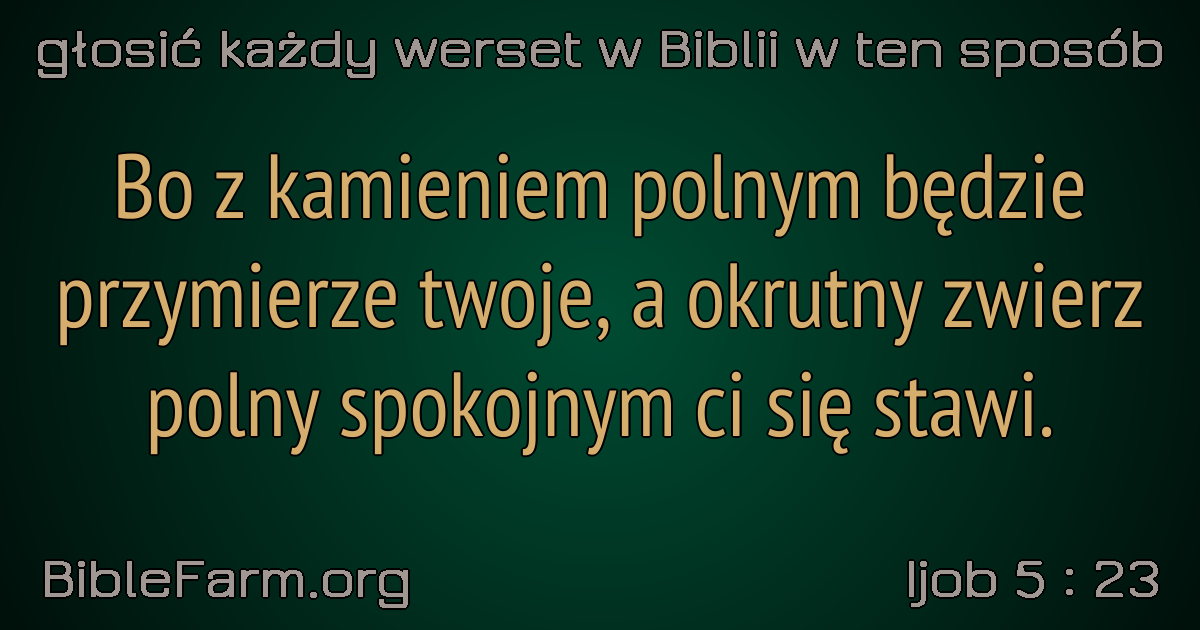 głosić każdy werset w Biblii w ten sposób
Bo z kamieniem polnym będzie
przymierze twoje, a okrutny zwierz
polny spokojnym ci się stawi.
BibleFarm.org
Ijob 5 : 23